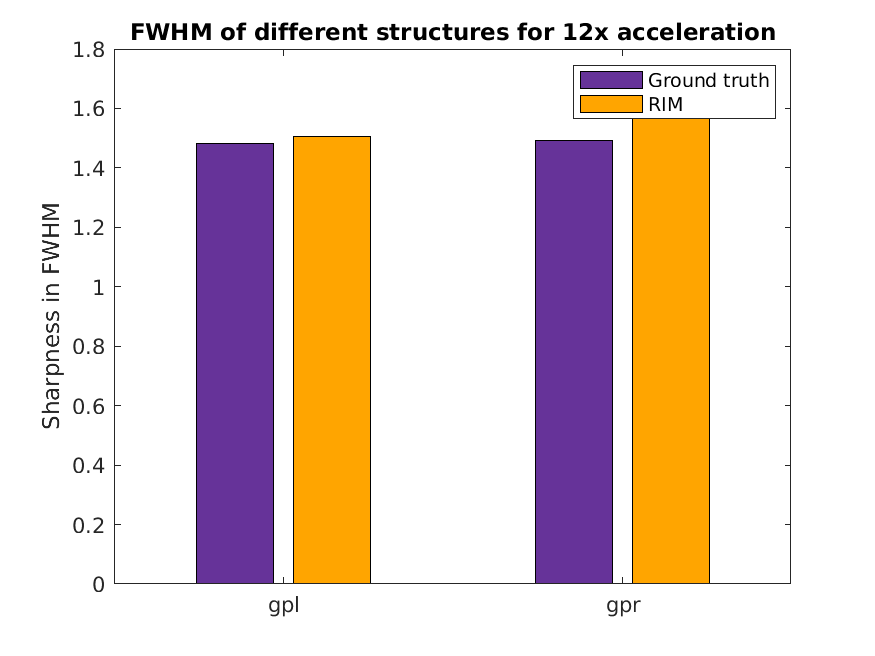 FWHM of different structures for 12x acceleration
1.8
1.6
1.4
1.2
1
0.8
0.6
0.4
0.2
0
Sharpness in FWHM
Ground truth
RIM
gpl
gpr